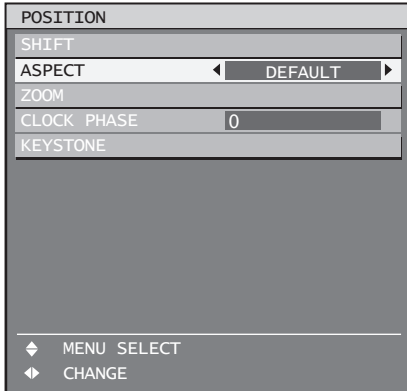 POSITION
SHIFT
ASPECT DEFAULT
ZOOM
CLOCK PHASE 0
KEYSTONE
MENU SELECT
CHANGE